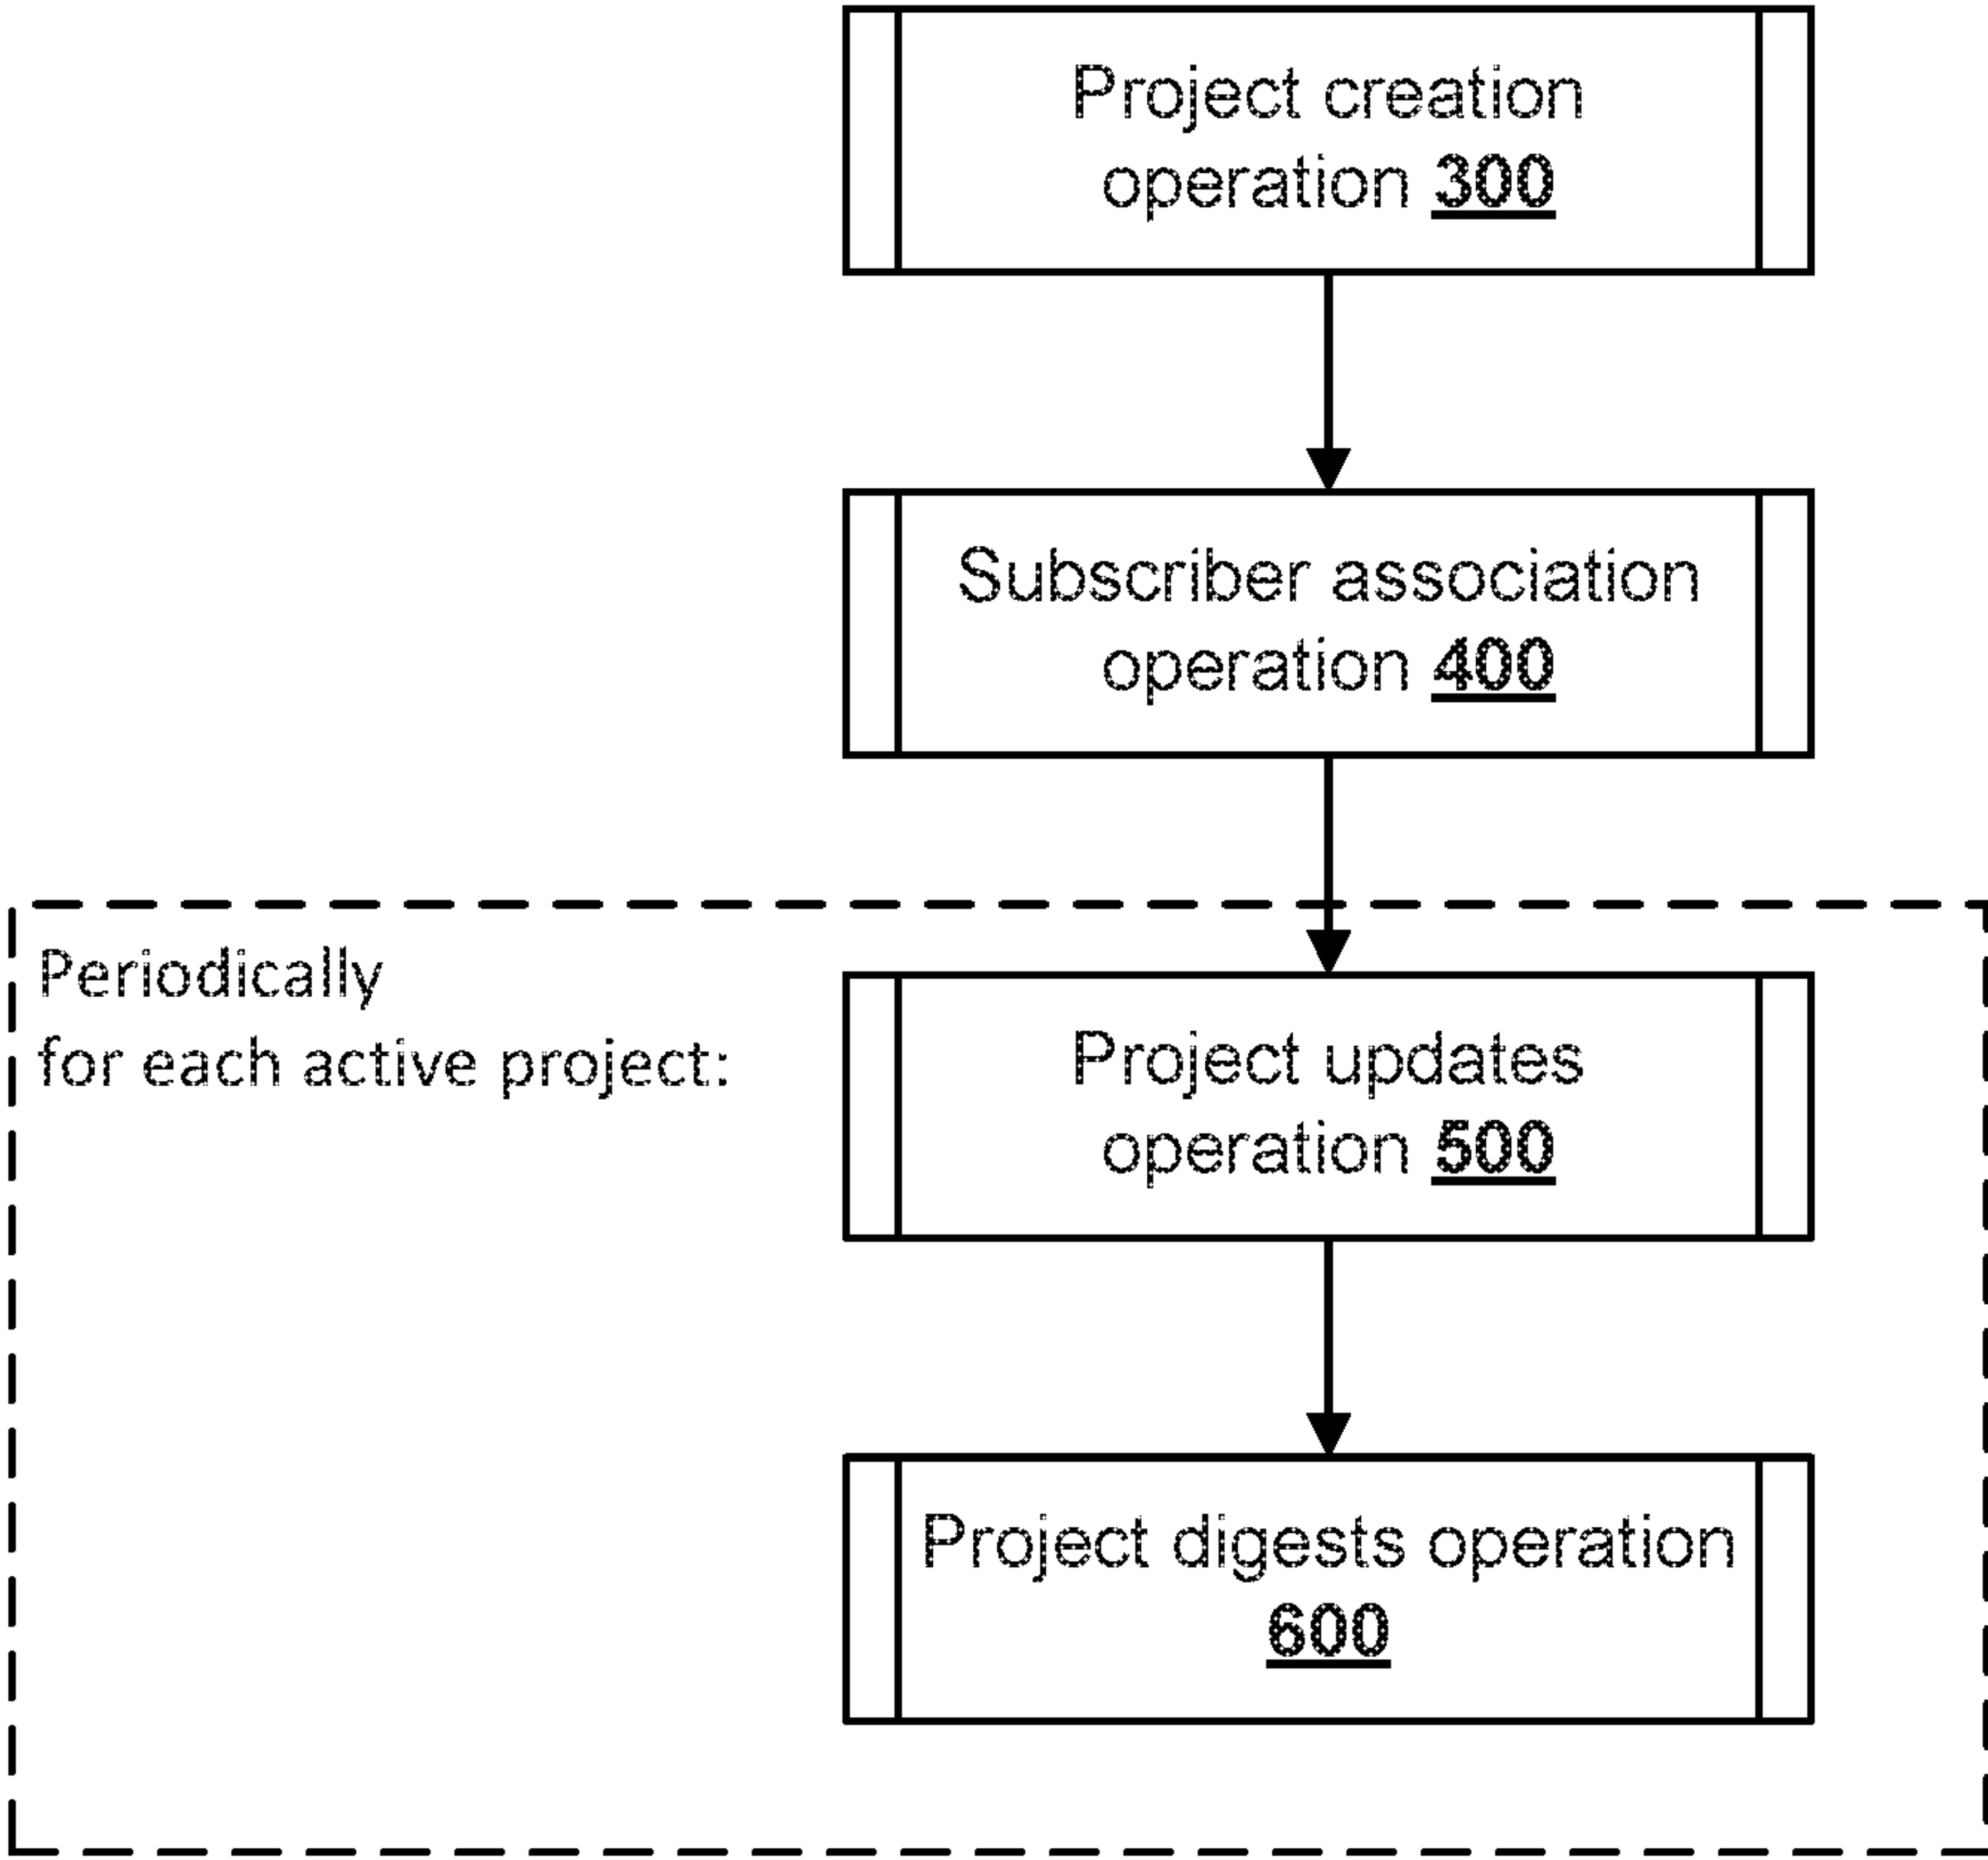 Project creation
operation 300
Subscriber association
operation 400
Periodically
for each active project:
Project updates
operation 500
Project digests operation
600